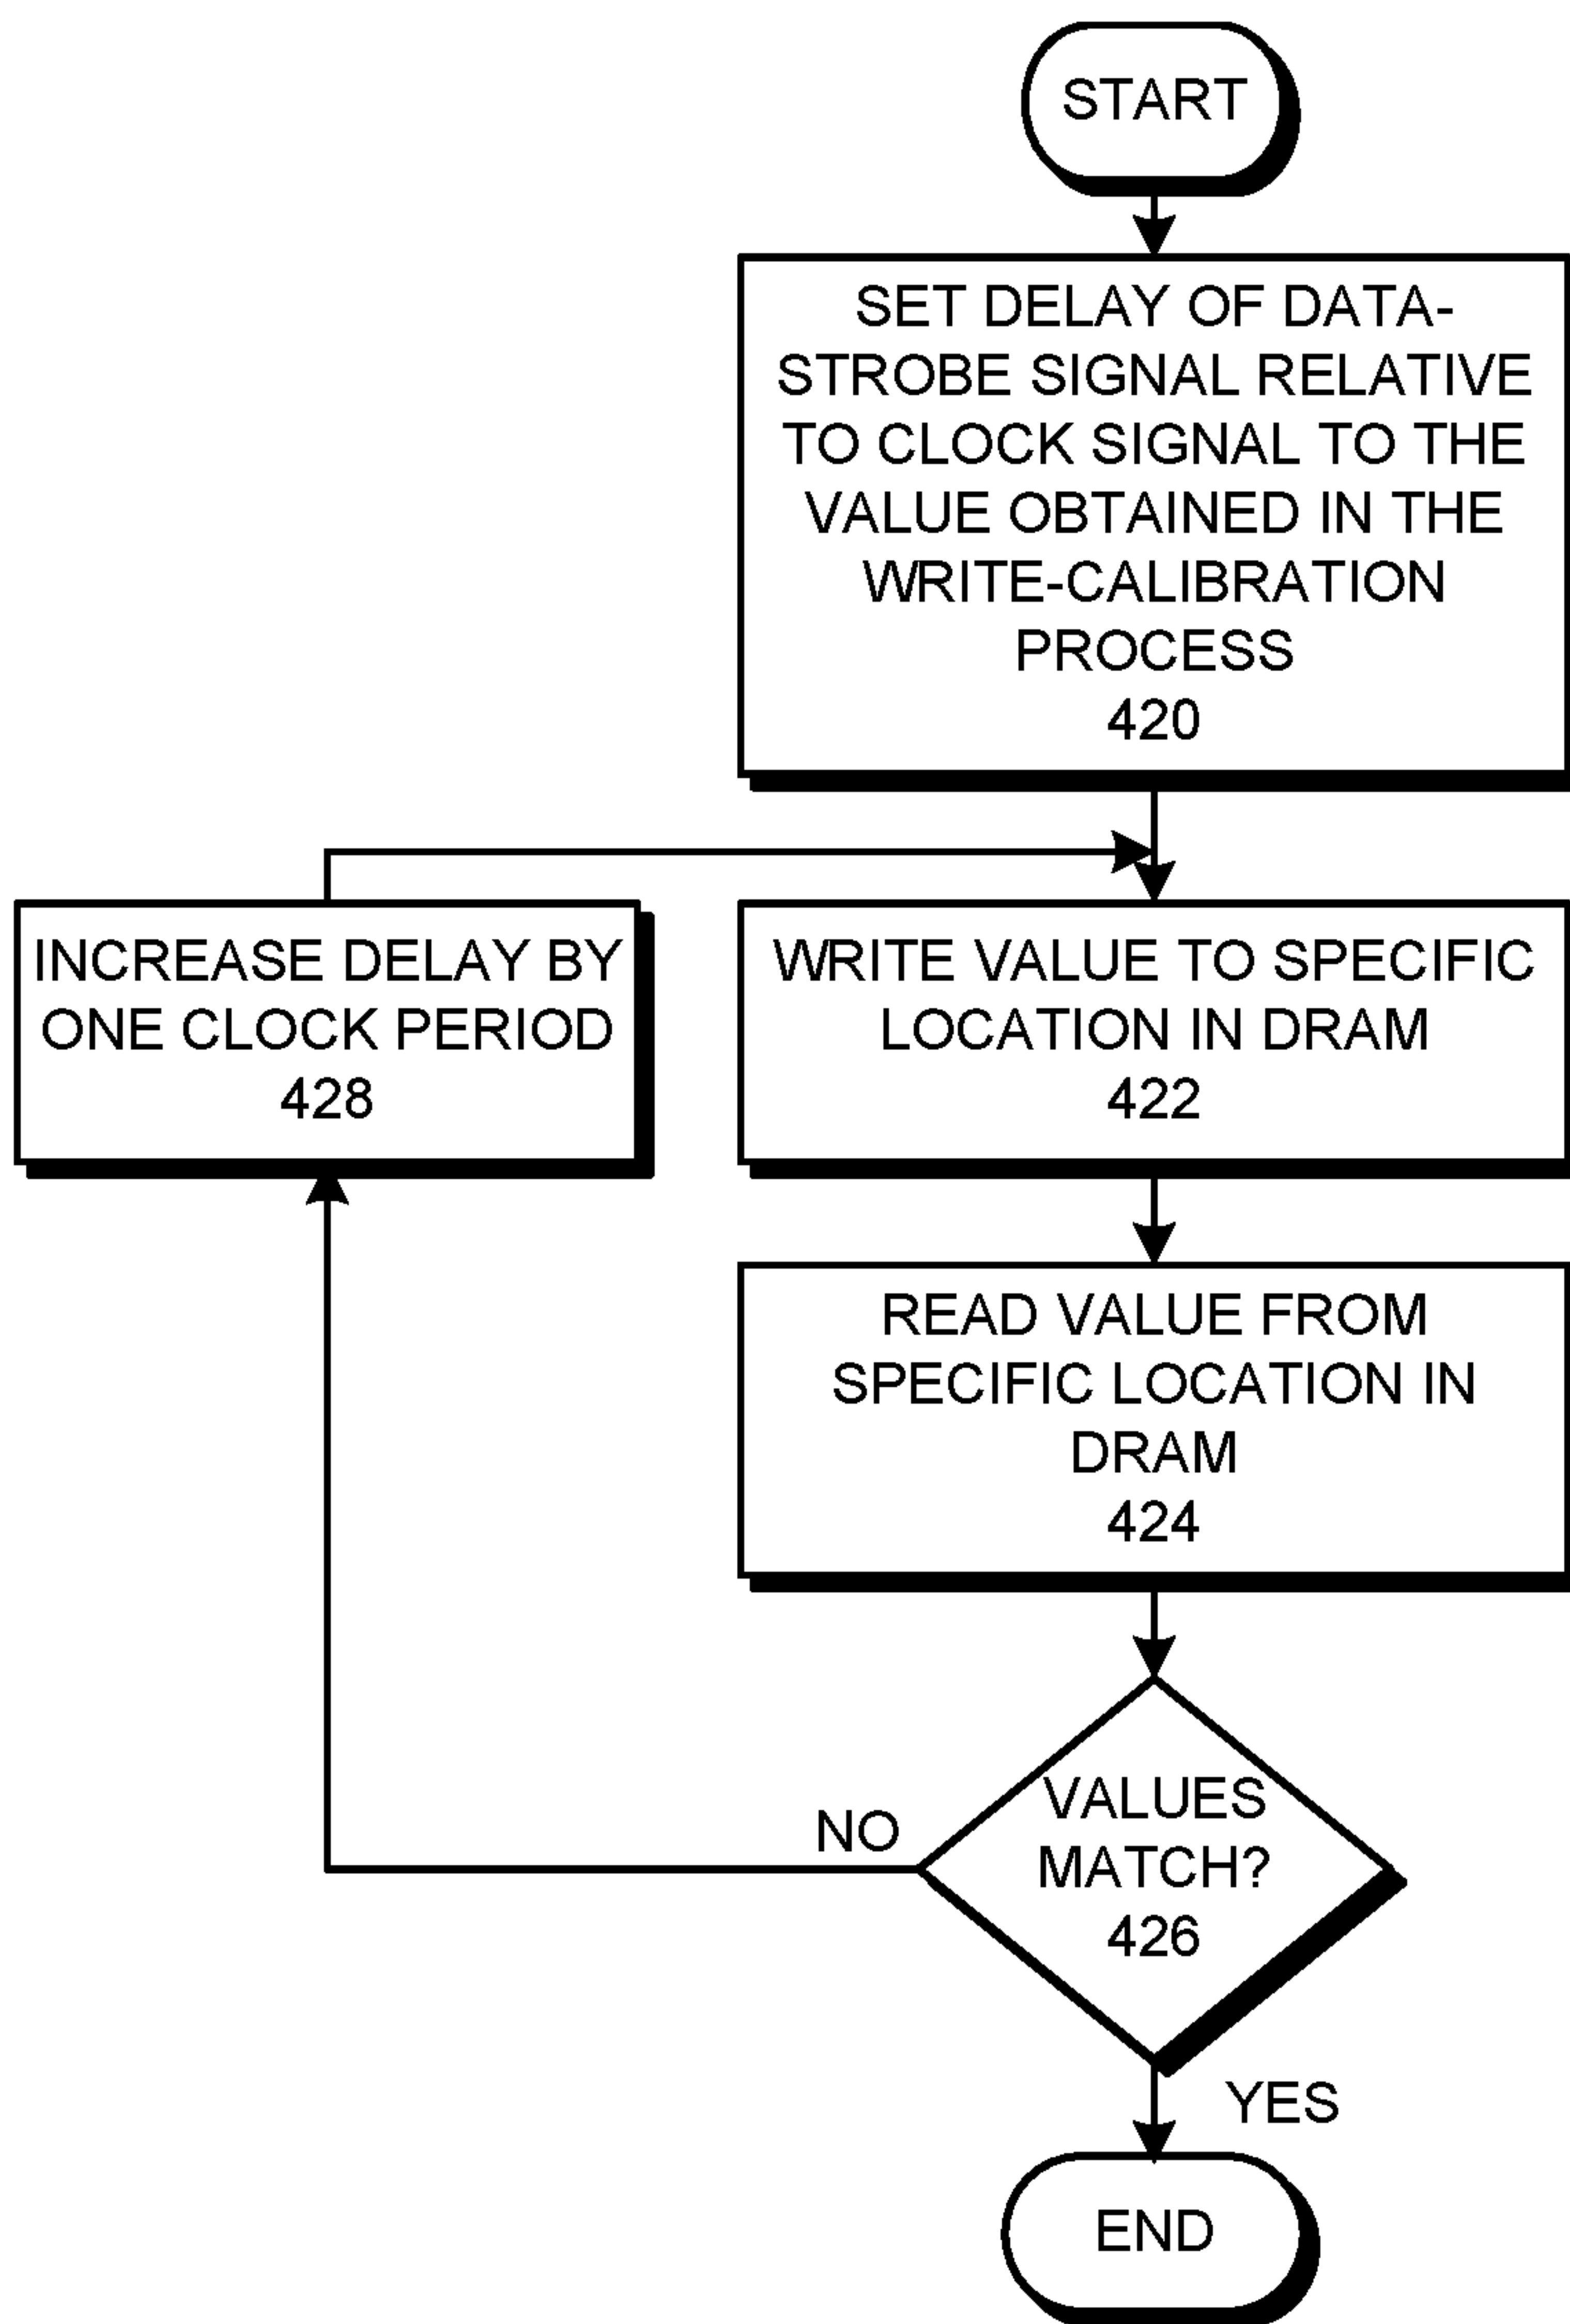 START
SET DELAY OF DATA-
STROBE SIGNAL RELATIVE
TO CLOCK SIGNAL TO THE
VALUE OBTAINED IN THE
WRITE-CALIBRATION
PROCESS
420
INCREASE DELAY BY
ONE CLOCK PERIOD
428
WRITE VALUE TO SPECIFIC
LOCATION IN DRAM
422
READ VALUE FROM
SPECIFIC LOCATION IN
DRAM
424
VALUES
MATCH?
426
NO
YES
END